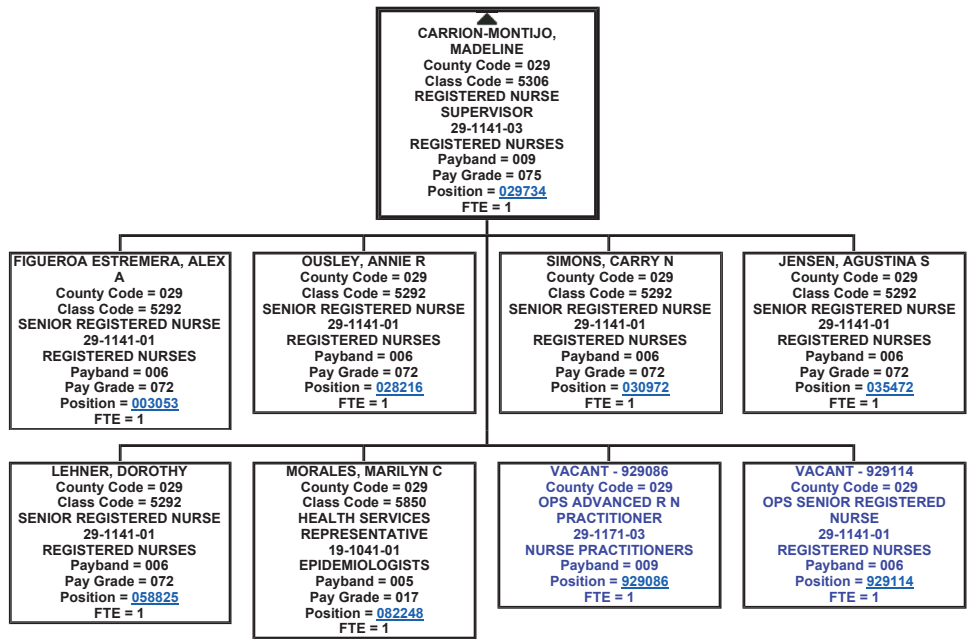 CARRION-MONTIJO,
MADELINE
County Code = 029
Class Code = 5306
REGISTERED NURSE
SUPERVISOR
29-1141-03
REGISTERED NURSES
Payband = 009
Pay Grade = 075
Position = 029734
FTE = 1
FIGUEROA ESTREMERA, ALEX
A
County Code = 029
Class Code = 5292
SENIOR REGISTERED NURSE
29-1141-01
REGISTERED NURSES
Payband = 006
Pay Grade = 072
Position = 003053
FTE = 1
OUSLEY, ANNIE R
County Code = 029
Class Code = 5292
SENIOR REGISTERED NURSE
29-1141-01
REGISTERED NURSES
Payband = 006
Pay Grade = 072
Position = 028216
FTE = 1
SIMONS, CARRY N
County Code = 029
Class Code = 5292
SENIOR REGISTERED NURSE
29-1141-01
REGISTERED NURSES
Payband = 006
Pay Grade = 072
Position = 030972
FTE = 1
JENSEN, AGUSTINA S
County Code = 029
Class Code = 5292
SENIOR REGISTERED NURSE
29-1141-01
REGISTERED NURSES
Payband = 006
Pay Grade = 072
Position = 035472
FTE = 1
LEHNER, DOROTHY
County Code = 029
Class Code = 5292
SENIOR REGISTERED NURSE
29-1141-01
REGISTERED NURSES
Payband = 006
Pay Grade = 072
Position = 058825
FTE = 1
MORALES, MARILYN C
County Code = 029
Class Code = 5850
HEALTH SERVICES
REPRESENTATIVE
19-1041-01
EPIDEMIOLOGISTS
Payband = 005
Pay Grade = 017
Position = 082248
FTE = 1
VACANT - 929086
County Code = 029
OPS ADVANCED R N
PRACTITIONER
29-1171-03
NURSE PRACTITIONERS
Payband = 009
Position = 929086
FTE = 1
VACANT - 929114
County Code = 029
OPS SENIOR REGISTERED
NURSE
29-1141-01
REGISTERED NURSES
Payband = 006
Position = 929114
FTE = 1